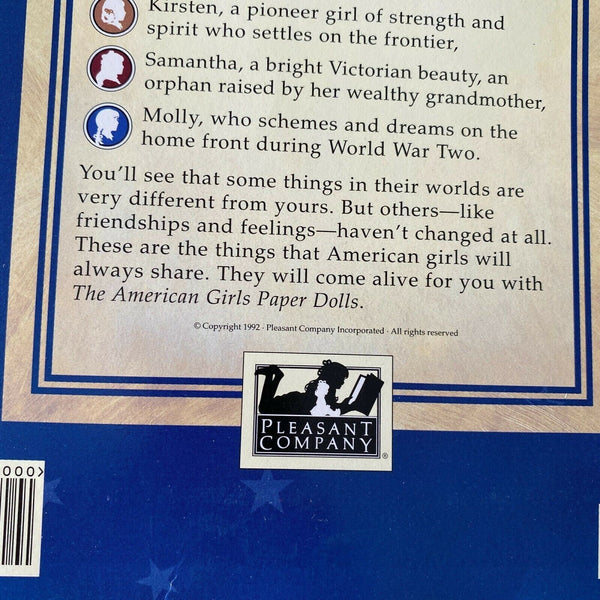 Kirsten, a pioneer girl of strength and
spirit who settles on the frontier,
Samantha, a bright Victorian beauty, an
orphan raised by her wealthy grandmother,
Molly, who schemes and dreams on the
home front during World War Two.
You'll see that some things in their worlds are
very different from yours. But others—like
friendships and feelings—haven't changed at all.
These are the things that American girls will
always share. They will come alive for you with
The American Girls Paper Dolls.
© Copyright 1992 · Pleasant Company Incorporated · All rights reserved
PLEASANT
COMPANY
®
000>